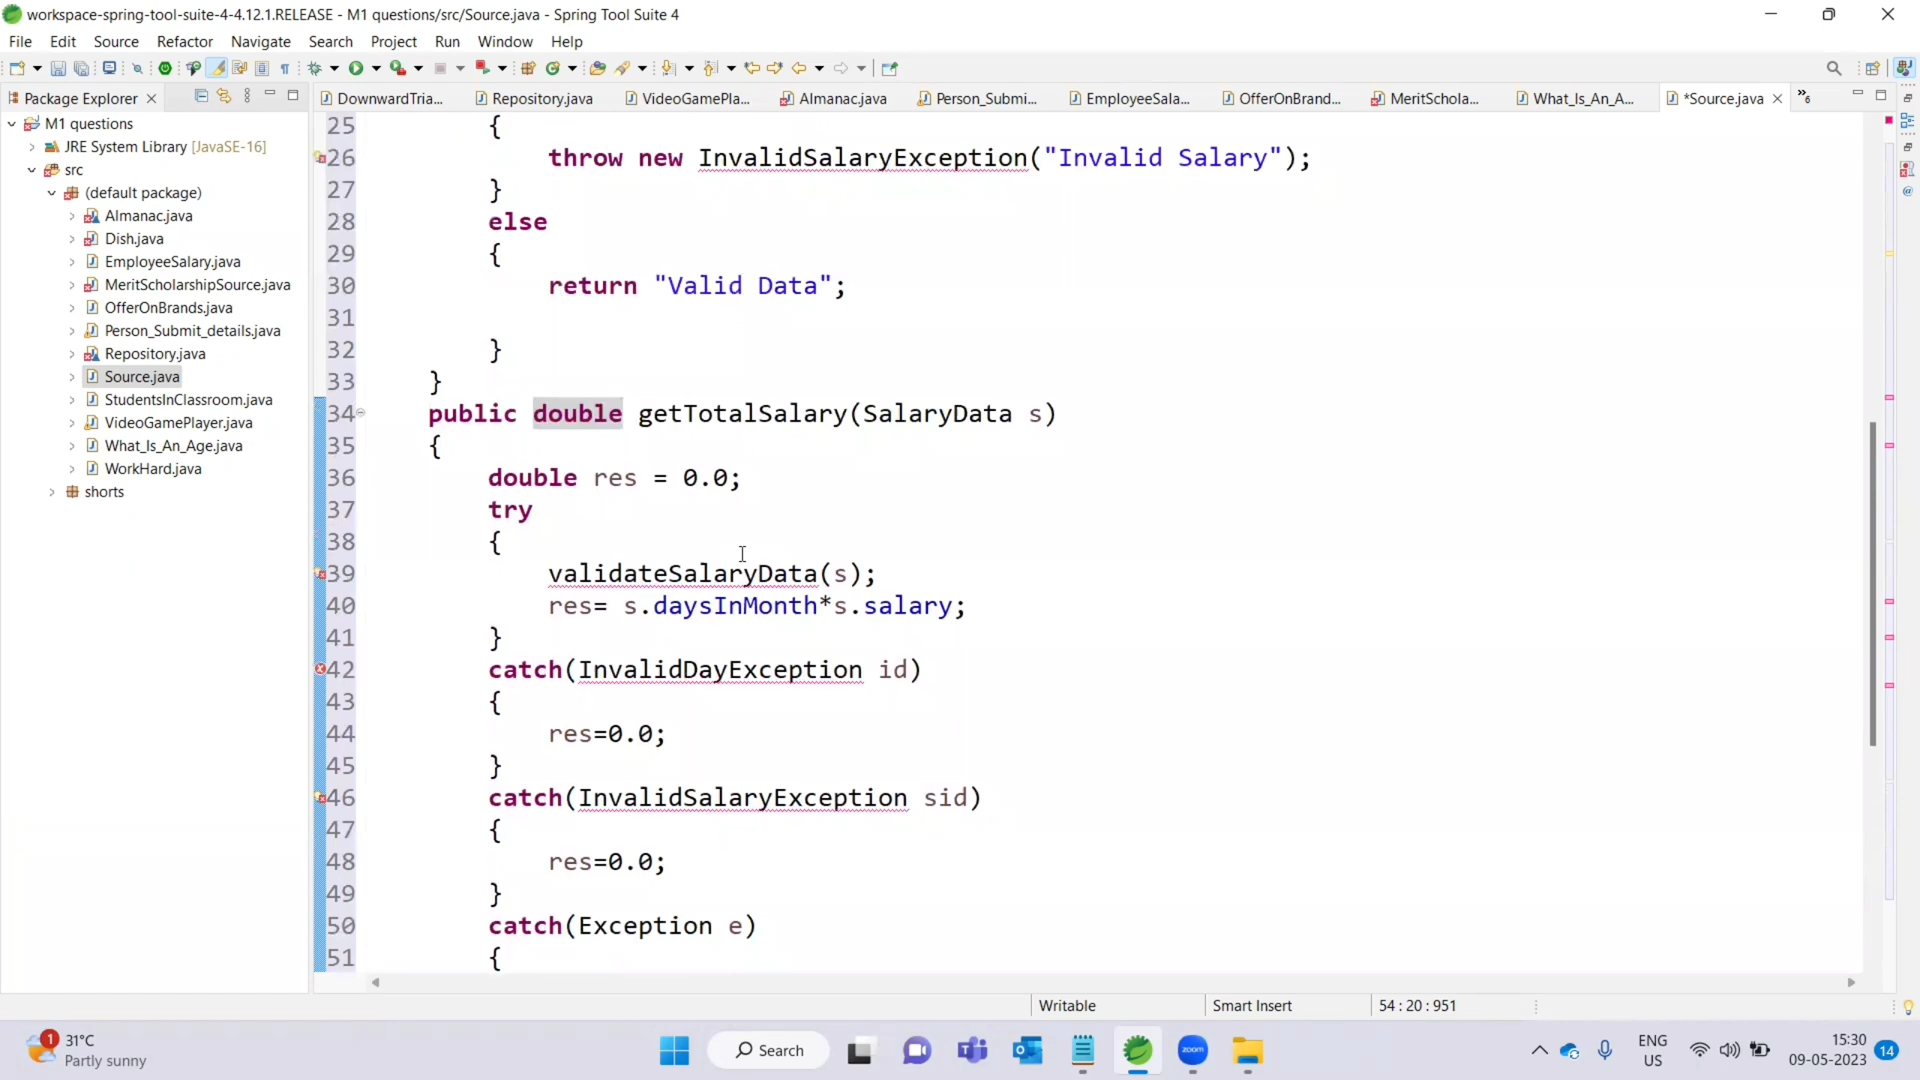 workspace-spring-tool-suite-4-4.12.1.RELEASE - M1 questions/src/Source.java - Spring Tool Suite 4
File Edit Source Refactor Navigate Search Project Run Window Help
Package Explorer
DownwardTria... Repository.java VideoGamePla... Almanac.java Person_Submi... EmployeeSala... OfferOnBrand... MeritSchola... What_Is_An_A... *Source.java »6
M1 questions
JRE System Library [JavaSE-16]
src
(default package)
Almanac.java
Dish.java
EmployeeSalary.java
MeritScholarshipSource.java
OfferOnBrands.java
Person_Submit_details.java
Repository.java
Source.java
StudentsInClassroom.java
VideoGamePlayer.java
What_Is_An_Age.java
WorkHard.java
shorts
25 {
26 throw new InvalidSalaryException("Invalid Salary");
27 }
28 else
29 {
30 return "Valid Data";
31
32 }
33 }
34 public double getTotalSalary(SalaryData s)
35 {
36 double res = 0.0;
37 try
38 {
39 validateSalaryData(s);
40 res= s.daysInMonth*s.salary;
41 }
42 catch(InvalidDayException id)
43 {
44 res=0.0;
45 }
46 catch(InvalidSalaryException sid)
47 {
48 res=0.0;
49 }
50 catch(Exception e)
51 {
Writable Smart Insert 54 : 20 : 951
1 31°C
Partly sunny
Search
zoom
ENG
US
15:30
09-05-2023
14